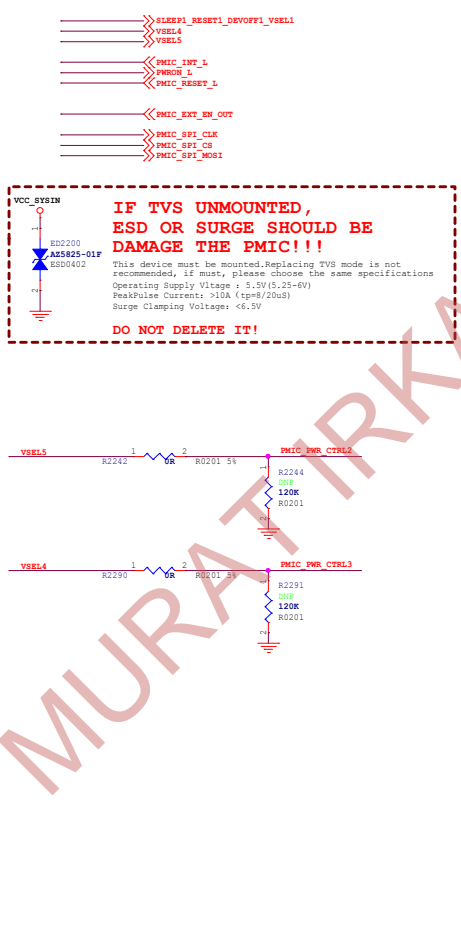 SLEEP1_RESET1_DEVOFF1_VSEL1
VSEL4
VSEL5
PMIC_INT_L
PWRON_L
PMIC_RESET_L
PMIC_EXT_EN_OUT
PMIC_SPI_CLK
PMIC_SPI_CS
PMIC_SPI_MOSI
VCC_SYSIN
1
ED2200
AZ5825-01F
ESD0402
2
IF TVS UNMOUNTED,
ESD OR SURGE SHOULD BE
DAMAGE THE PMIC!!!
This device must be mounted.Replacing TVS mode is not
recommended, if must, please choose the same specifications
Operating Supply Vltage : 5.5V(5.25-6V)
PeakPulse Current: >10A (tp=8/20uS)
Surge Clamping Voltage: <6.5V
DO NOT DELETE IT!
VSEL5 1 2 PMIC_PWR_CTRL2
R2242 0R R0201 5%
1
R2244
DNP
120K
R0201
2
VSEL4 1 2 PMIC_PWR_CTRL3
R2290 0R R0201 5%
1
R2291
DNP
120K
R0201
2
MURAT IRKA